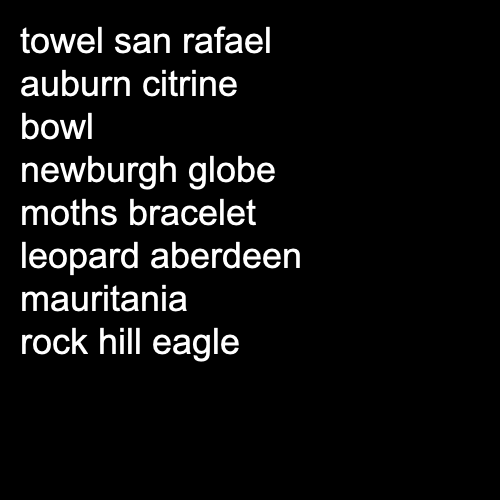 towel san rafael
auburn citrine
bowl
newburgh globe
moths bracelet
leopard aberdeen
mauritania
rock hill eagle